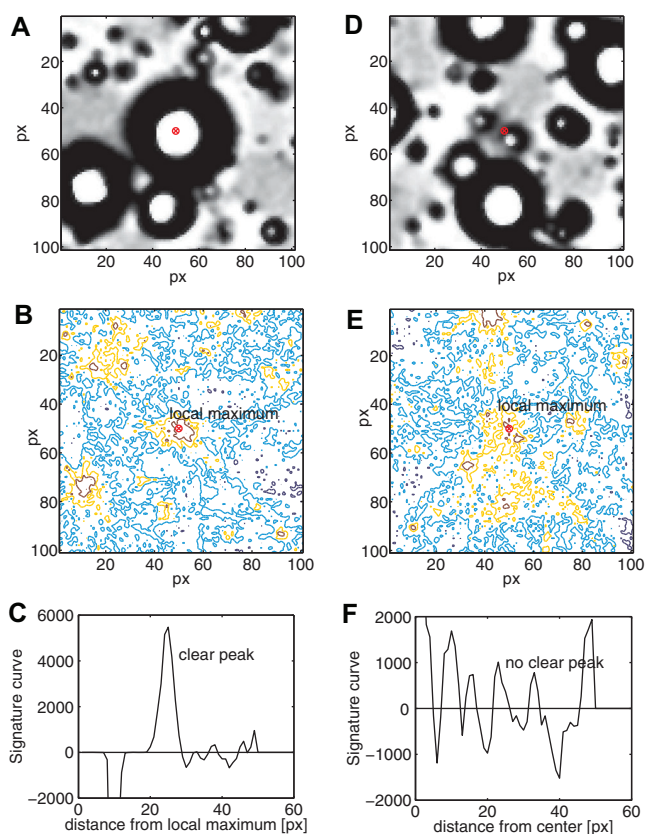 A
px
20
40
60
80
100
20 40 60 80 100
px
D
px
20
40
60
80
100
20 40 60 80 100
px
B
px
20
40
60
80
100
local maximum
20 40 60 80 100
px
E
px
20
40
60
80
100
local maximum
20 40 60 80 100
px
C
Signature curve
6000
4000
2000
0
−2000
clear peak
0 20 40 60
distance from local maximum [px]
F
Signature curve
2000
1000
0
−1000
−2000
no clear peak
0 20 40 60
distance from center [px]